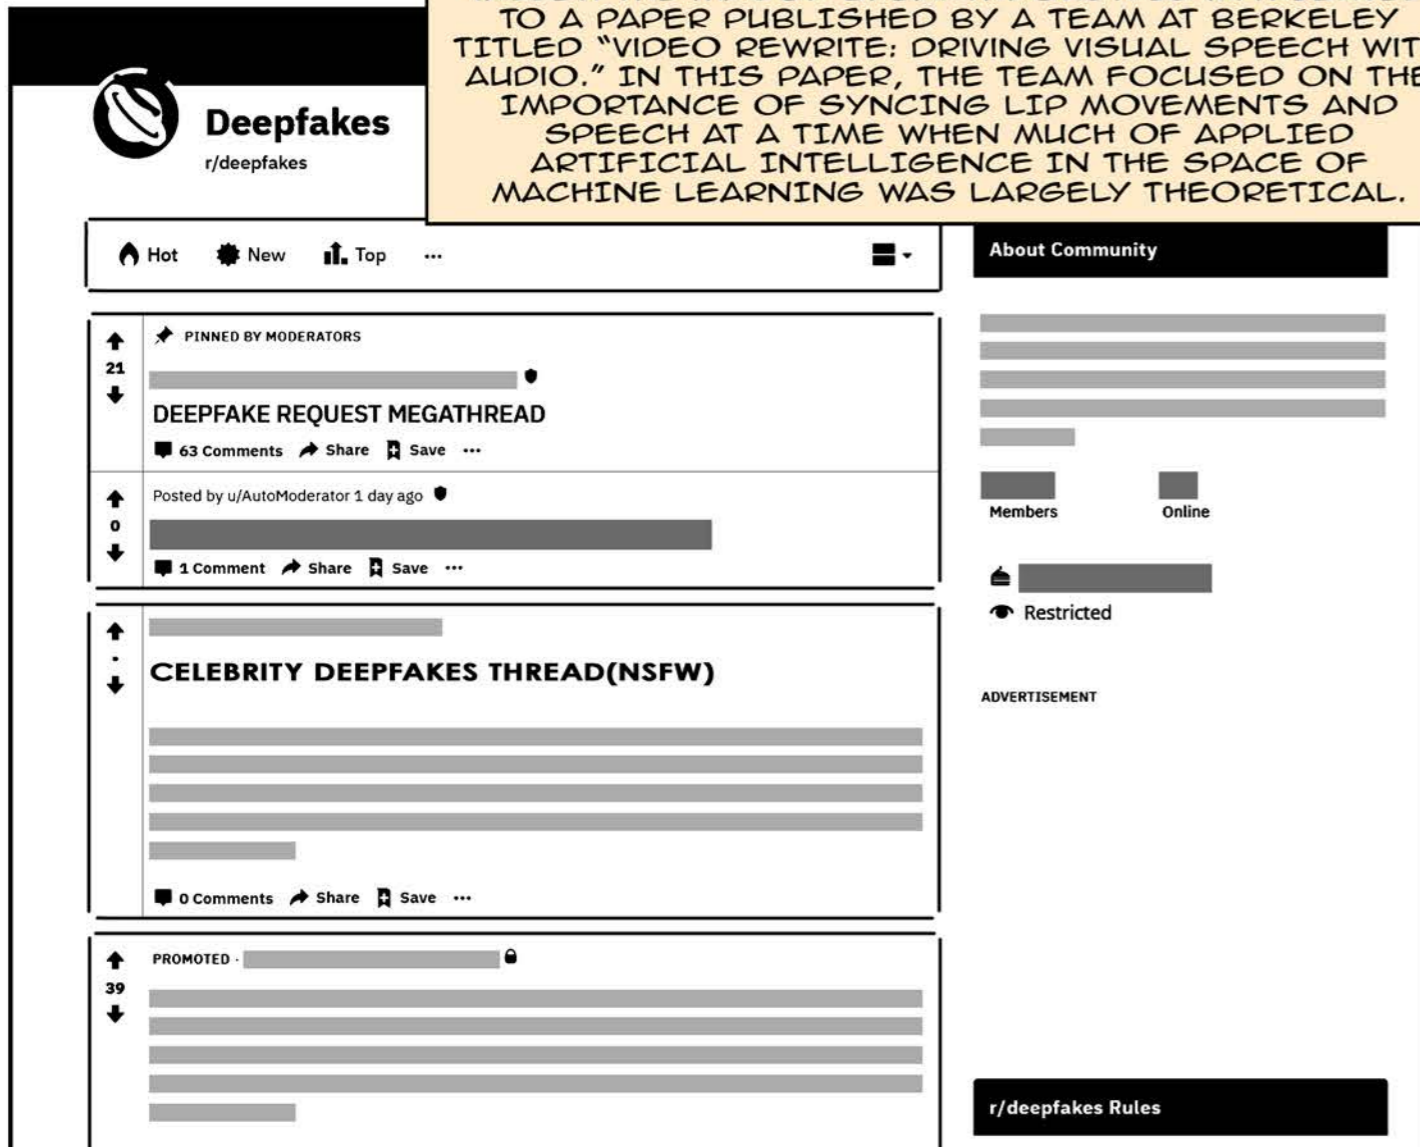 TO A PAPER PUBLISHED BY A TEAM AT BERKELEY
TITLED “VIDEO REWRITE: DRIVING VISUAL SPEECH
AUDIO.” IN THIS PAPER, THE TEAM FOCUSED ON THE
IMPORTANCE OF SYNCING LIP MOVEMENTS AND
SPEECH AT A TIME WHEN MUCH OF APPLIED
ARTIFICIAL INTELLIGENCE IN THE SPACE OF
MACHINE LEARNING WAS LARGELY THEORETICAL.
Deepfakes
r/deepfakes
Hot New Top ...
PINNED BY MODERATORS
21
DEEPFAKE REQUEST MEGATHREAD
63 Comments Share Save ...
Posted by u/AutoModerator 1 day ago
0
1 Comment Share Save ...
CELEBRITY DEEPFAKES THREAD(NSFW)
0 Comments Share Save ...
PROMOTED ·
39
About Community
Members Online
Restricted
ADVERTISEMENT
r/deepfakes Rules